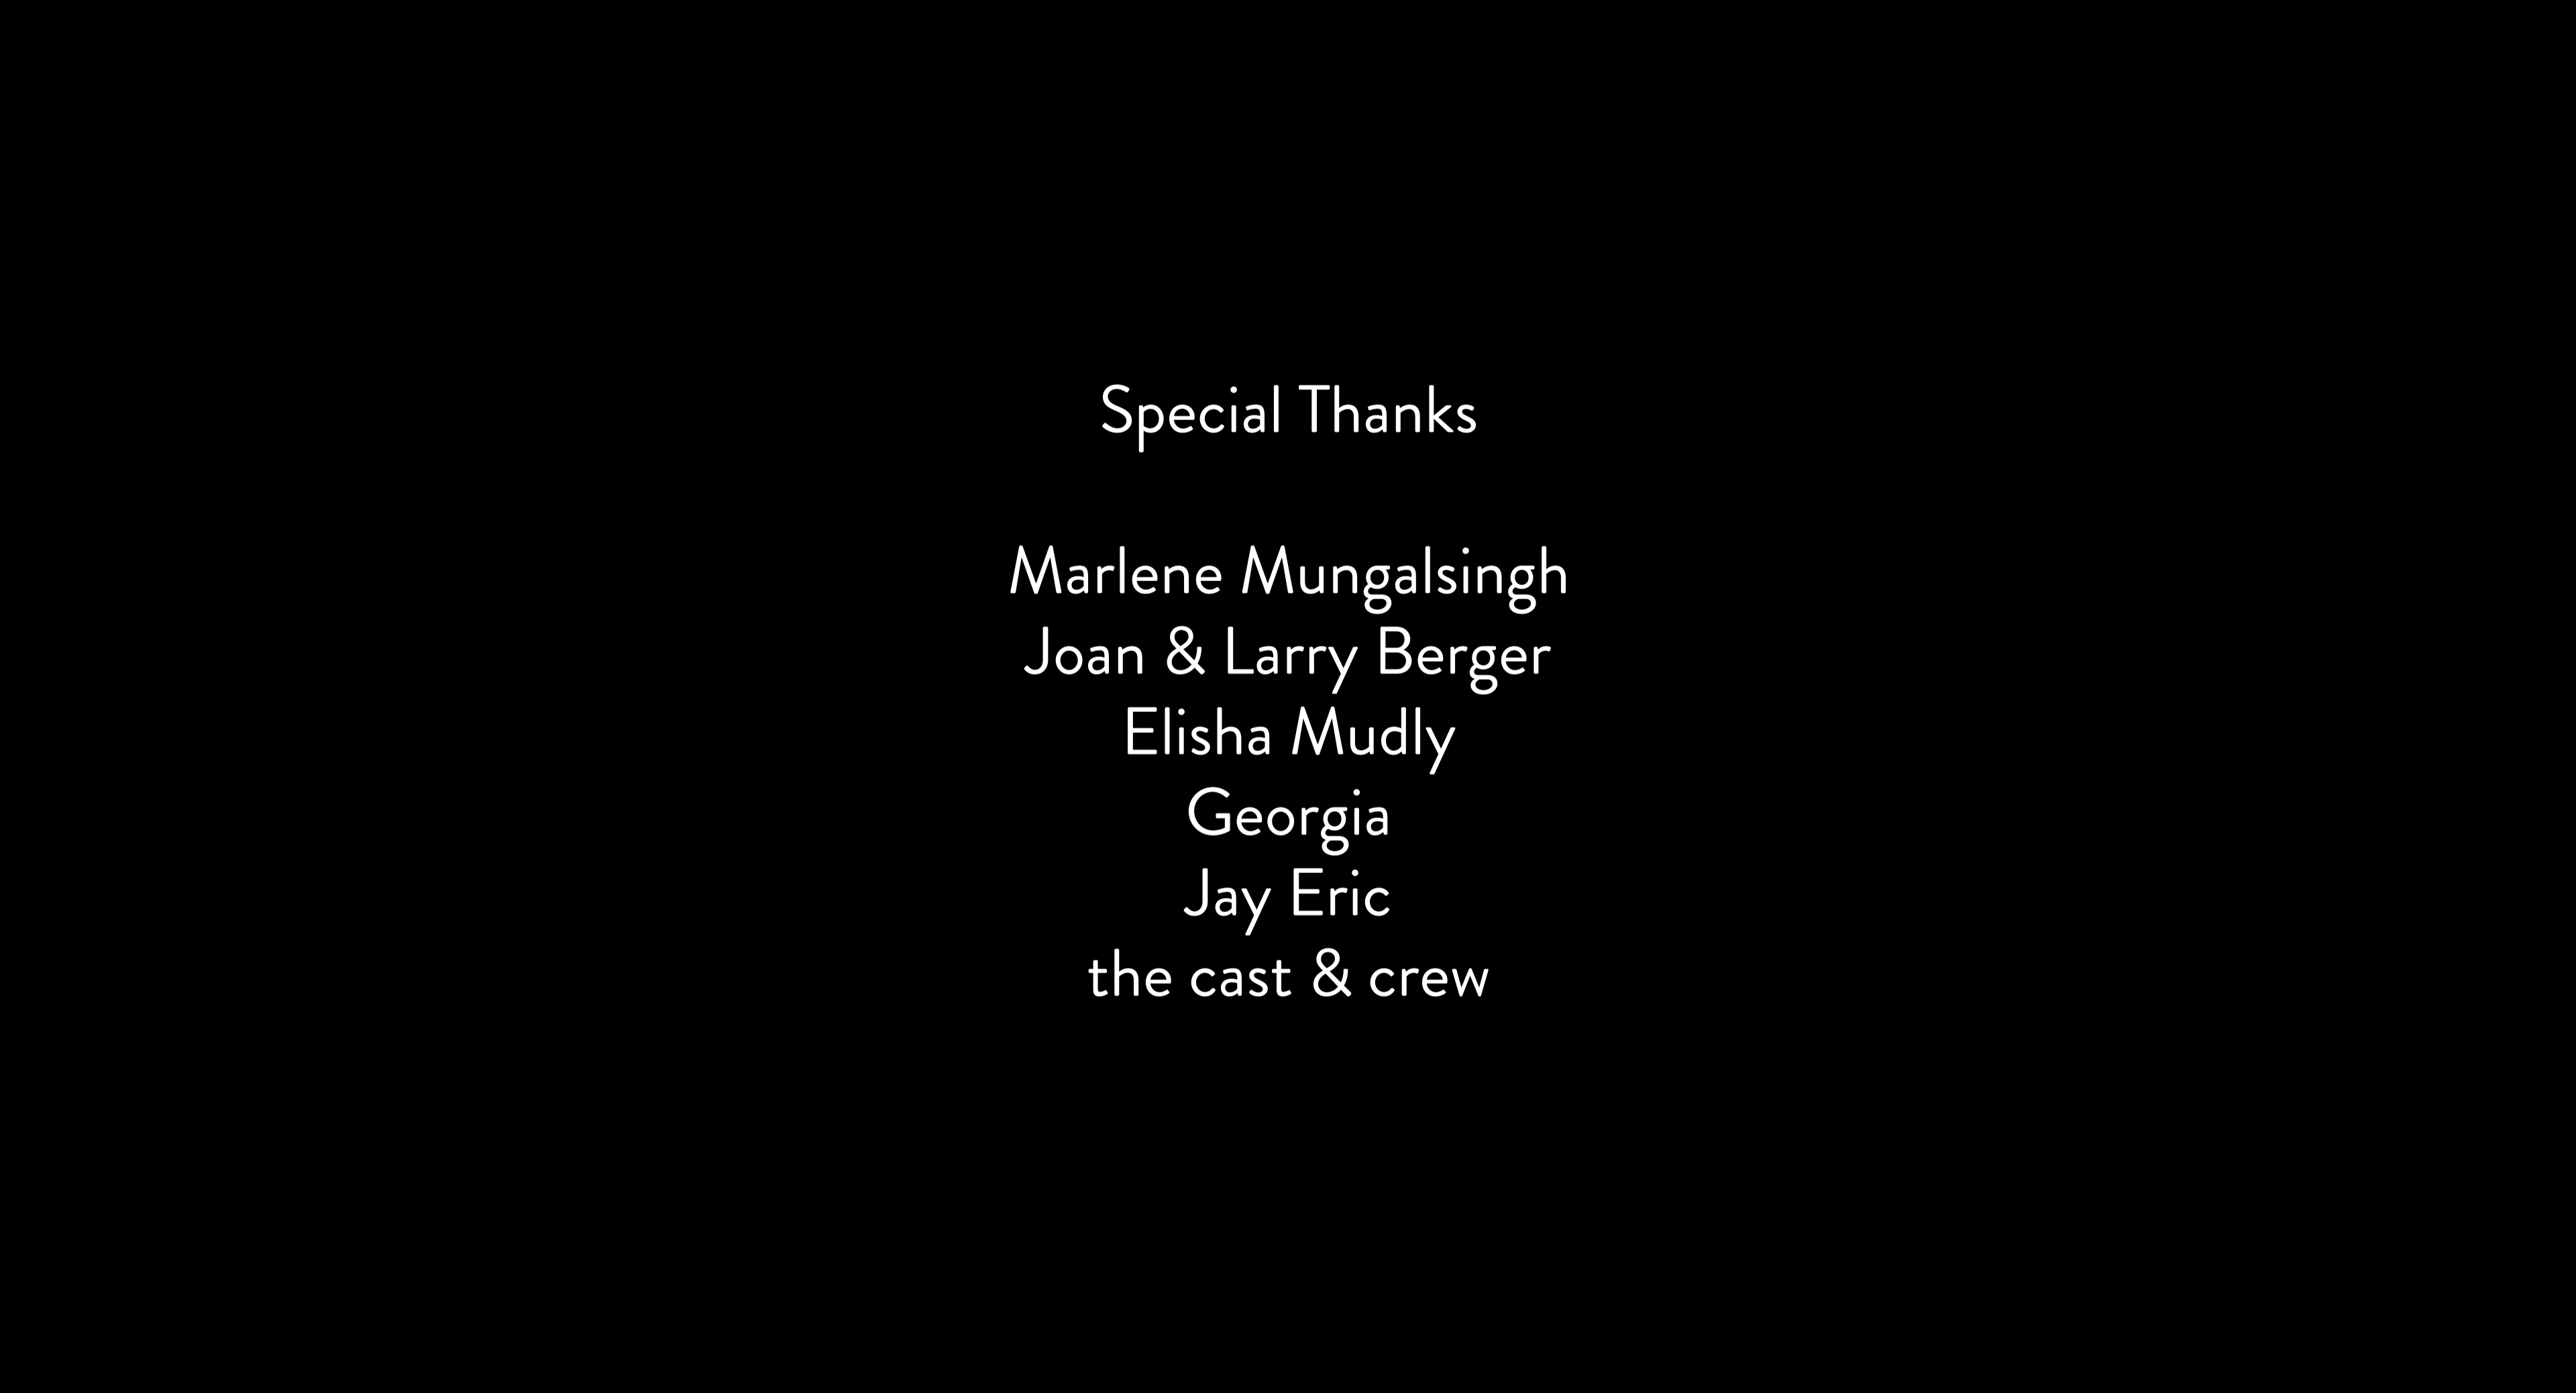 Special Thanks
Marlene Mungalsingh
Joan & Larry Berger
Elisha Mudly
Georgia
Jay Eric
the cast & crew